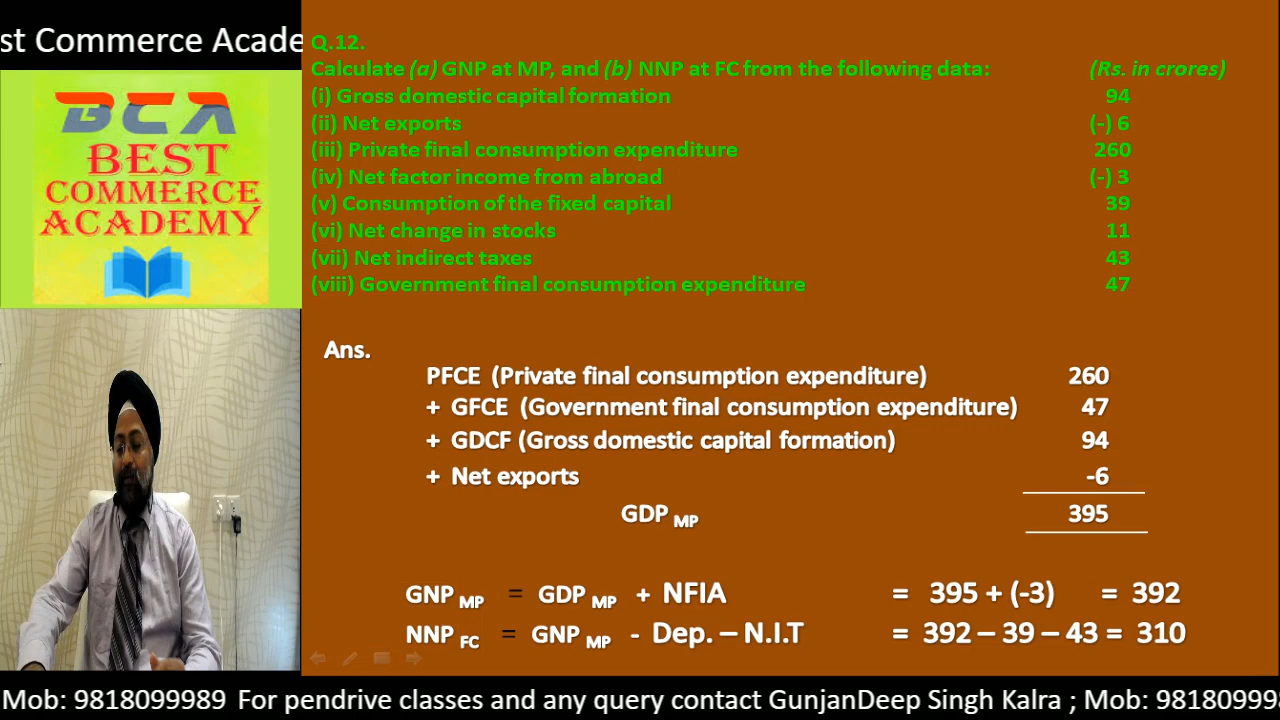 st Commerce Acade
BCA
BEST
COMMERCE
ACADEMY
Q.12.
Calculate (a) GNP at MP, and (b) NNP at FC from the following data: (Rs. in crores)
(i) Gross domestic capital formation 94
(ii) Net exports (-) 6
(iii) Private final consumption expenditure 260
(iv) Net factor income from abroad (-) 3
(v) Consumption of the fixed capital 39
(vi) Net change in stocks 11
(vii) Net indirect taxes 43
(viii) Government final consumption expenditure 47
Ans.
PFCE (Private final consumption expenditure) 260
+ GFCE (Government final consumption expenditure) 47
+ GDCF (Gross domestic capital formation) 94
+ Net exports -6
GDP MP 395
GNP MP = GDP MP + NFIA = 395 + (-3) = 392
NNP FC = GNP MP - Dep. – N.I.T = 392 – 39 – 43 = 310
Mob: 9818099989 For pendrive classes and any query contact GunjanDeep Singh Kalra ; Mob: 981809998